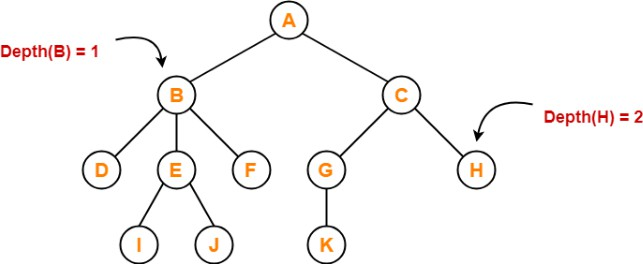 A
Depth(B) = 1
B
C
Depth(H) = 2
D
E
F
G
H
I
J
K